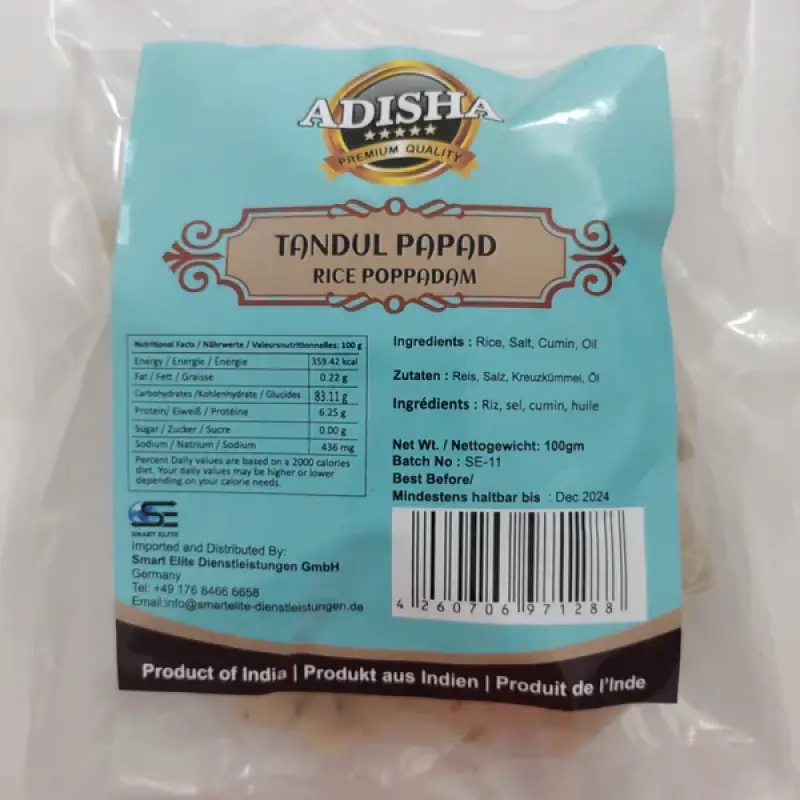 ADISHA
PREMIUM QUALITY
TANDUL PAPAD
RICE POPPADAM
Nutritional Facts / Nährwerte / Valeursnutritionnelles: 100 g
Energy / Energie / Énergie 359.42 kcal
Fat / Fett / Graisse 0.22 g
Carbohydrates /Kohlenhydrate / Glucides 83.11 g
Protein/ Eiweiß / Protéine 6.25 g
Sugar / Zucker / Sucre 0.00 g
Sodium / Natrium / Sodium 436 mg
Percent Daily values are based on a 2000 calories
diet. Your daily values may be higher or lower
depending on your calorie needs.
SE
SMART ELITE
Imported and Distributed By:
Smart Elite Dienstleistungen GmbH
Germany
Tel: +49 176 8466 6658
Email:info@smartelite-dienstleistungen.de
Ingredients : Rice, Salt, Cumin, Oil
Zutaten : Reis, Salz, Kreuzkümmel, Öl
Ingrédients : Riz, sel, cumin, huile
Net Wt. / Nettogewicht: 100gm
Batch No : SE-11
Best Before/
Mindestens haltbar bis : Dec 2024
4 260706 971288
Product of India | Produkt aus Indien | Produit de l'Inde